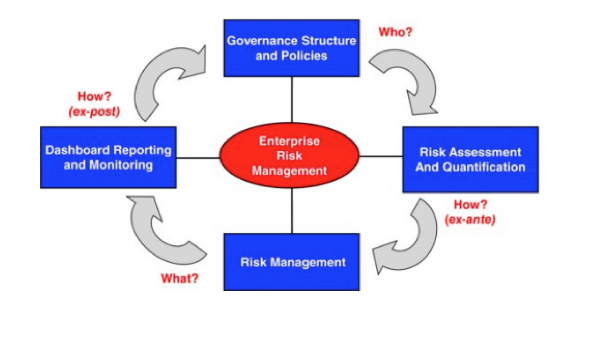 Governance Structure
and Policies
Who?
How?
(ex-post)
Dashboard Reporting
and Monitoring
Enterprise
Risk
Management
Risk Assessment
And Quantification
How?
(ex-ante)
Risk Management
What?